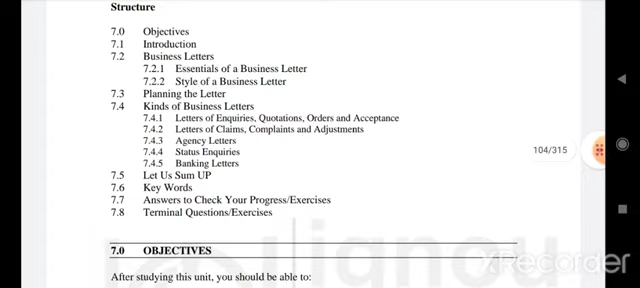 Structure
7.0 Objectives
7.1 Introduction
7.2 Business Letters
7.2.1 Essentials of a Business Letter
7.2.2 Style of a Business Letter
7.3 Planning the Letter
7.4 Kinds of Business Letters
7.4.1 Letters of Enquiries, Quotations, Orders and Acceptance
7.4.2 Letters of Claims, Complaints and Adjustments
7.4.3 Agency Letters
7.4.4 Status Enquiries
7.4.5 Banking Letters
104/315
7.5 Let Us Sum UP
7.6 Key Words
7.7 Answers to Check Your Progress/Exercises
7.8 Terminal Questions/Exercises
ignou
7.0 OBJECTIVES
XRecorder
After studying this unit, you should be able to: